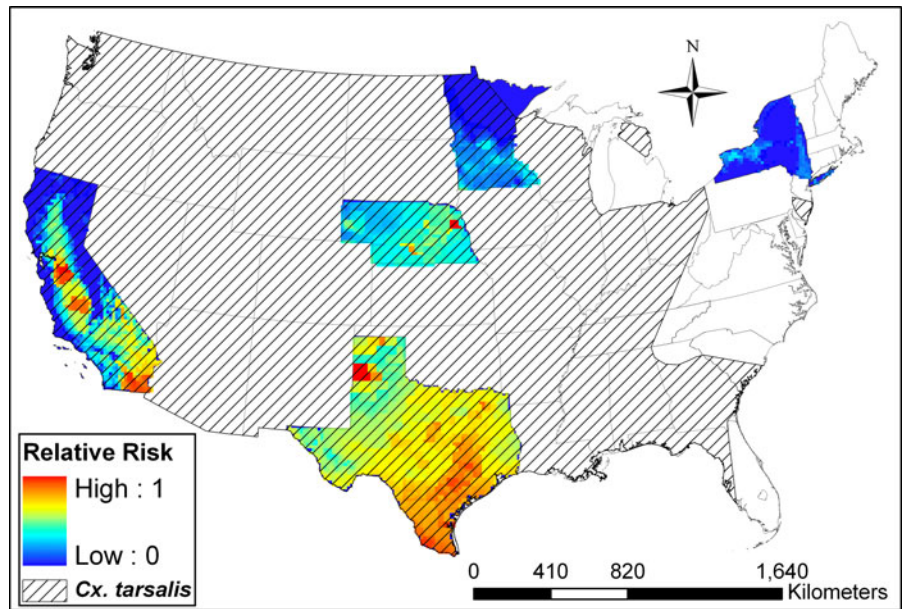 N
Relative Risk
High : 1
Low : 0
Cx. tarsalis
0 410 820 1,640
Kilometers